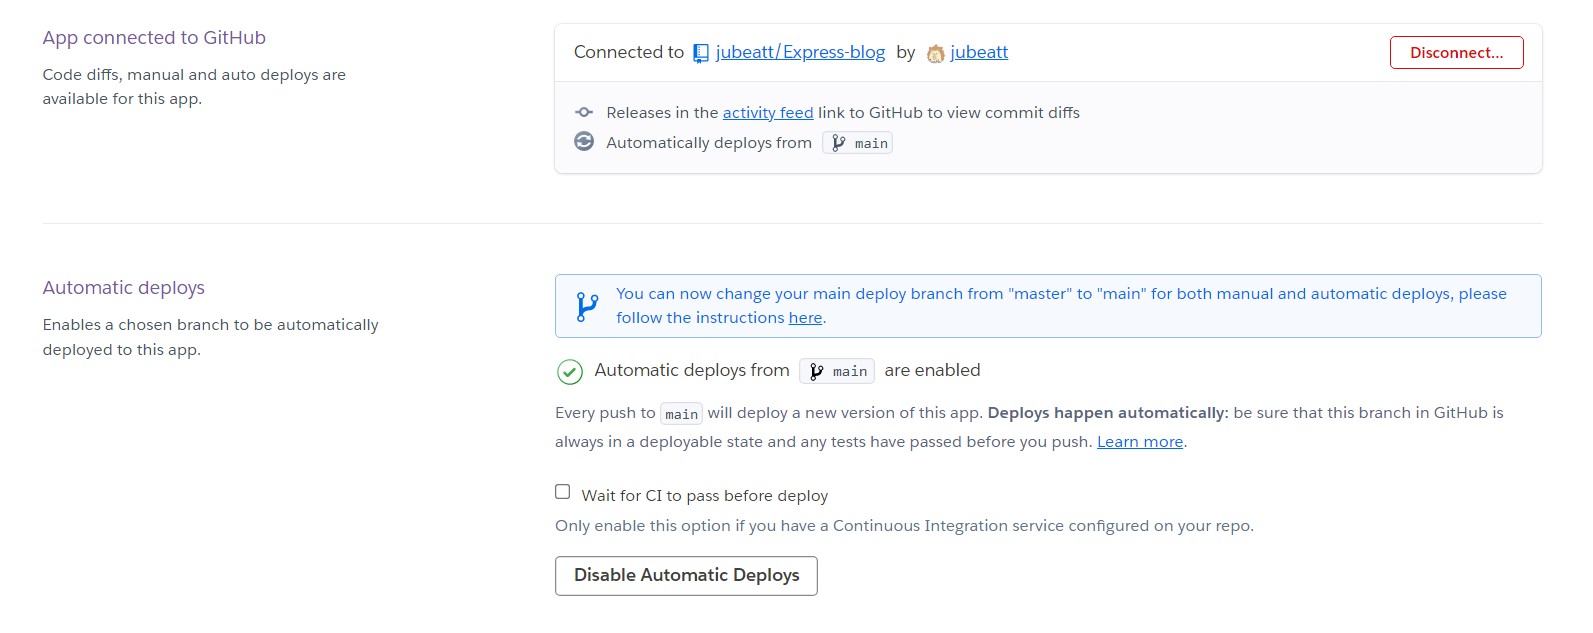 App connected to GitHub
Code diffs, manual and auto deploys are
available for this app.
Connected to jubeatt/Express-blog by jubeatt
Disconnect...
Releases in the activity feed link to GitHub to view commit diffs
Automatically deploys from main
Automatic deploys
Enables a chosen branch to be automatically
deployed to this app.
You can now change your main deploy branch from "master" to "main" for both manual and automatic deploys, please
follow the instructions here.
Automatic deploys from main are enabled
Every push to main will deploy a new version of this app. Deploys happen automatically: be sure that this branch in GitHub is
always in a deployable state and any tests have passed before you push. Learn more.
Wait for CI to pass before deploy
Only enable this option if you have a Continuous Integration service configured on your repo.
Disable Automatic Deploys